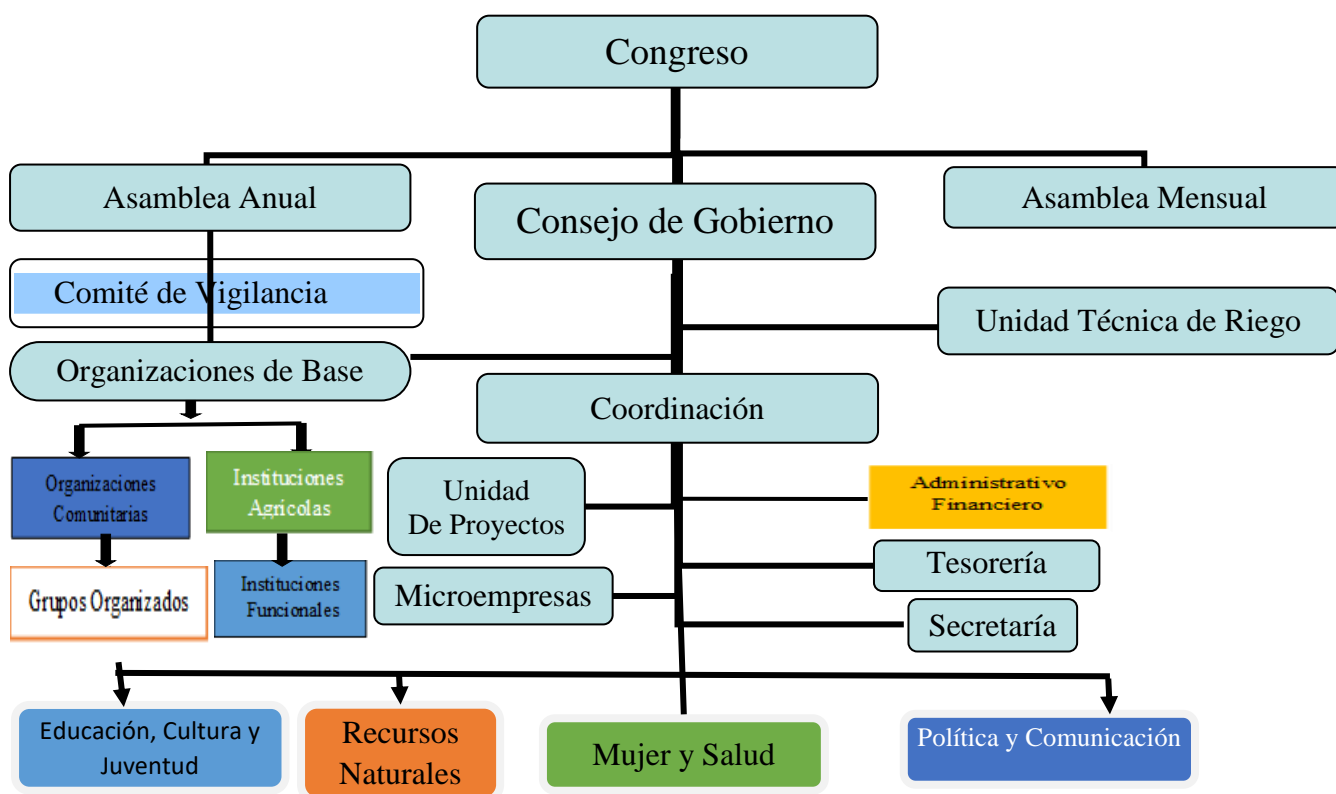 Congreso
Asamblea Anual
Consejo de Gobierno
Asamblea Mensual
Comité de Vigilancia
Unidad Técnica de Riego
Organizaciones de Base
Coordinación
Organizaciones
Comunitarias
Instituciones
Agrícolas
Unidad
De Proyectos
Administrativo
Financiero
Grupos Organizados
Instituciones
Funcionales
Microempresas
Tesorería
Secretaría
Educación, Cultura y
Juventud
Recursos
Naturales
Mujer y Salud
Política y Comunicación